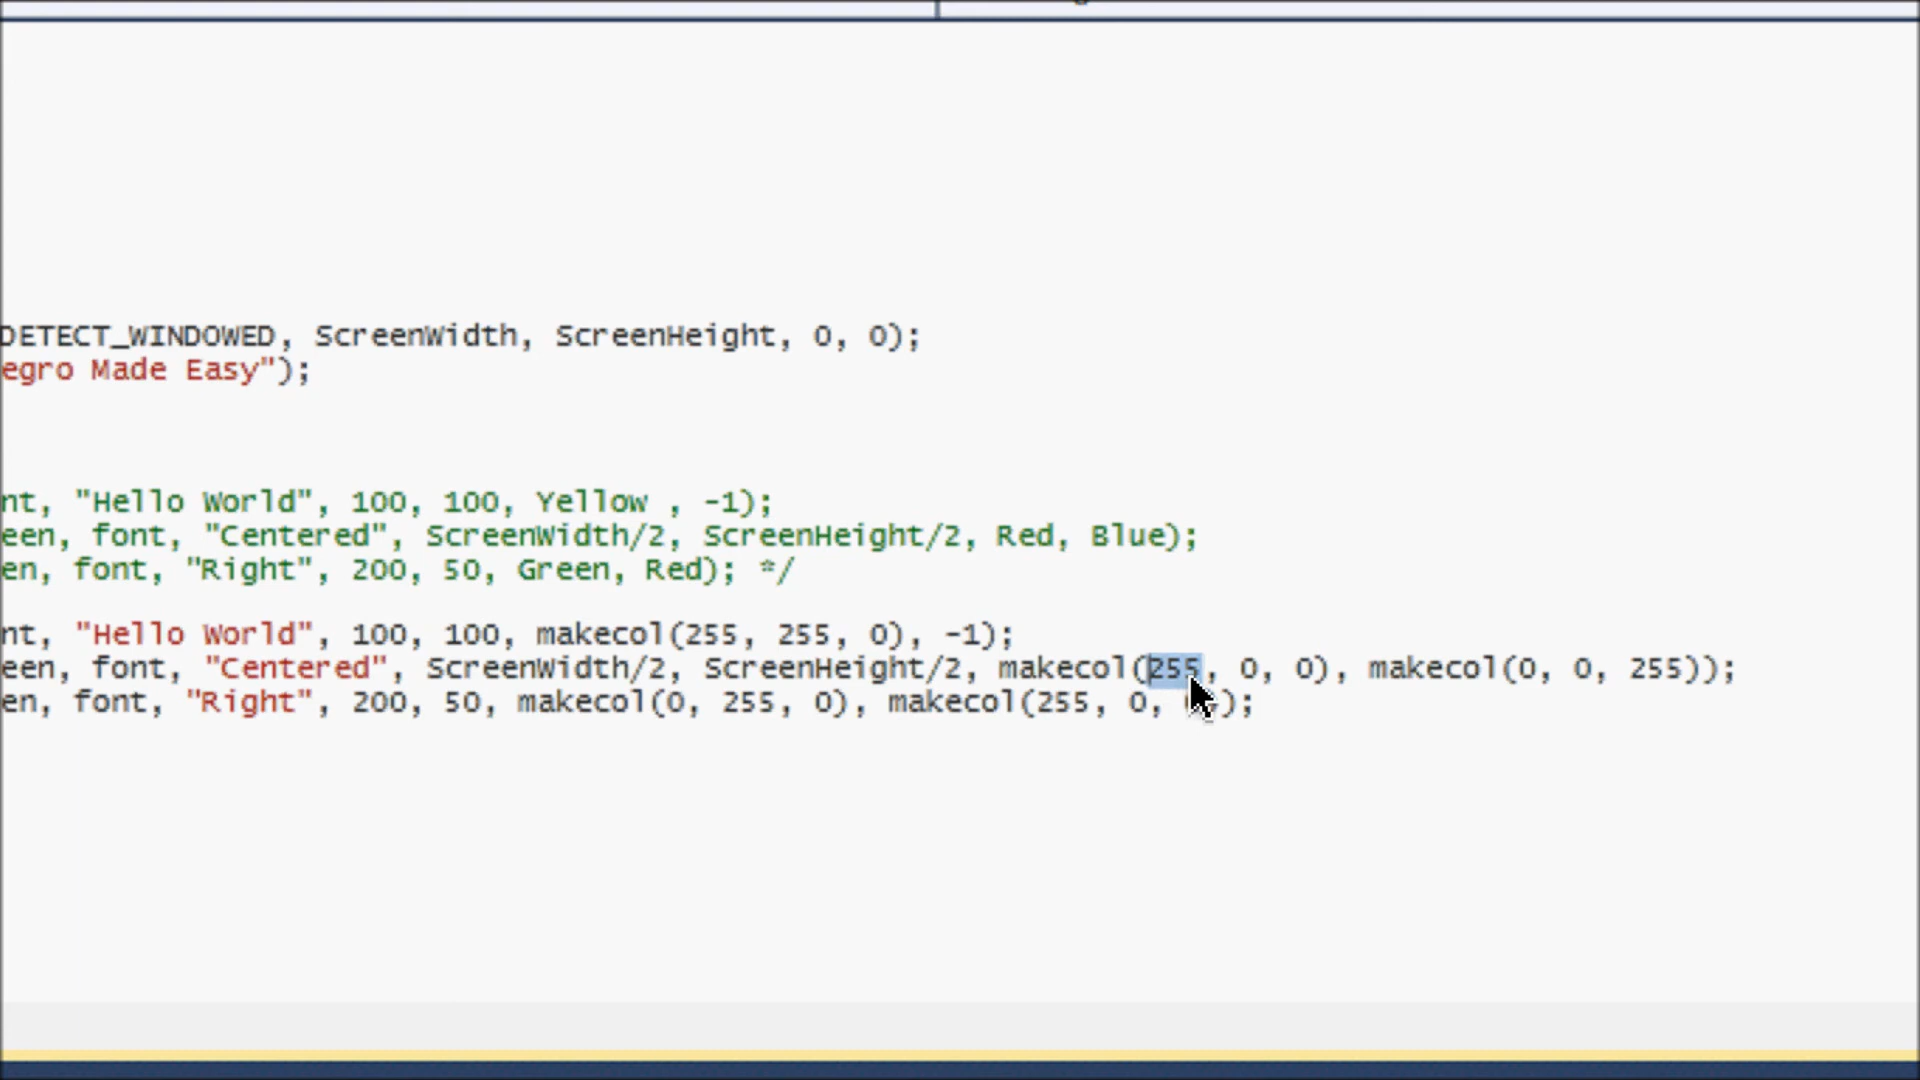 DETECT_WINDOWED, ScreenWidth, ScreenHeight, 0, 0);
egro Made Easy");
nt, "Hello World", 100, 100, Yellow , -1);
een, font, "Centered", ScreenWidth/2, ScreenHeight/2, Red, Blue);
en, font, "Right", 200, 50, Green, Red); */
nt, "Hello World", 100, 100, makecol(255, 255, 0), -1);
een, font, "Centered", ScreenWidth/2, ScreenHeight/2, makecol(255, 0, 0), makecol(0, 0, 255));
en, font, "Right", 200, 50, makecol(0, 255, 0), makecol(255, 0, );